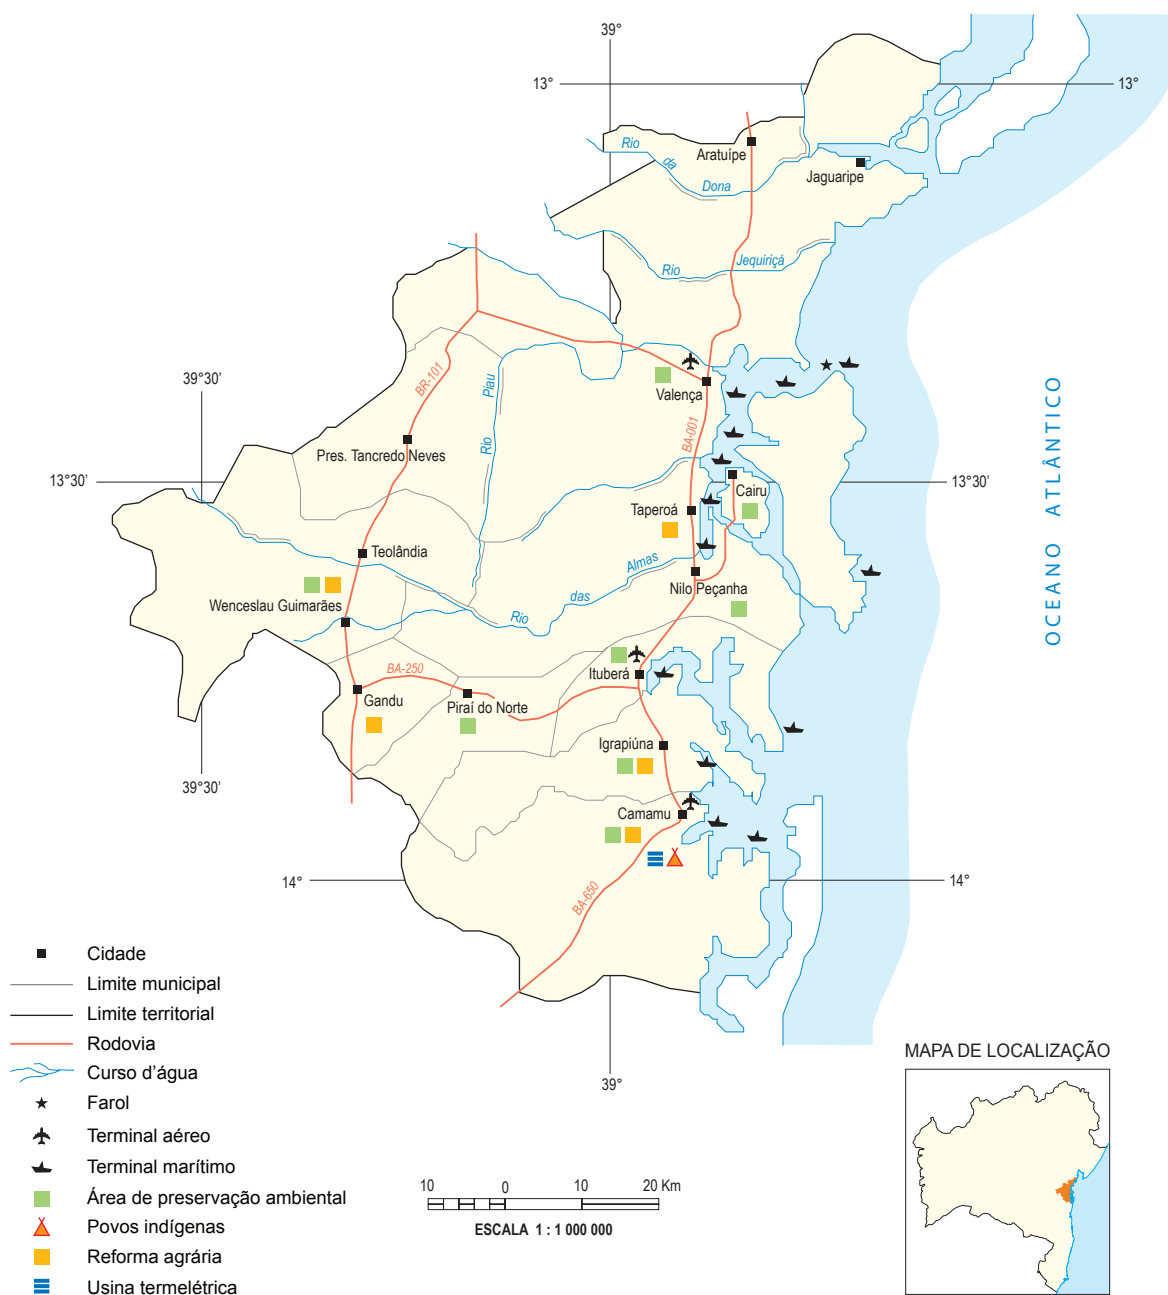 39°
13°
13°
Rio
da
Dona
Aratuípe
Jaguaripe
Rio
Jequiriçá
39°30’
BR-101
Piau
Rio
Valença
BA-001
Pres. Tancredo Neves
13°30’
13°30’
Cairu
Taperoá
Teolândia
Almas
das
Rio
Nilo Peçanha
Wenceslau Guimarães
OCEANO ATLÂNTICO
BA-250
Ituberá
Gandu
Piraí do Norte
Igrapiúna
39°30’
Camamu
BA-650
14°
14°
39°
Cidade
Limite municipal
Limite territorial
Rodovia
Curso d’água
Farol
Terminal aéreo
Terminal marítimo
Área de preservação ambiental
Povos indígenas
Reforma agrária
Usina termelétrica
10 0 10 20 Km
ESCALA 1 : 1 000 000
MAPA DE LOCALIZAÇÃO